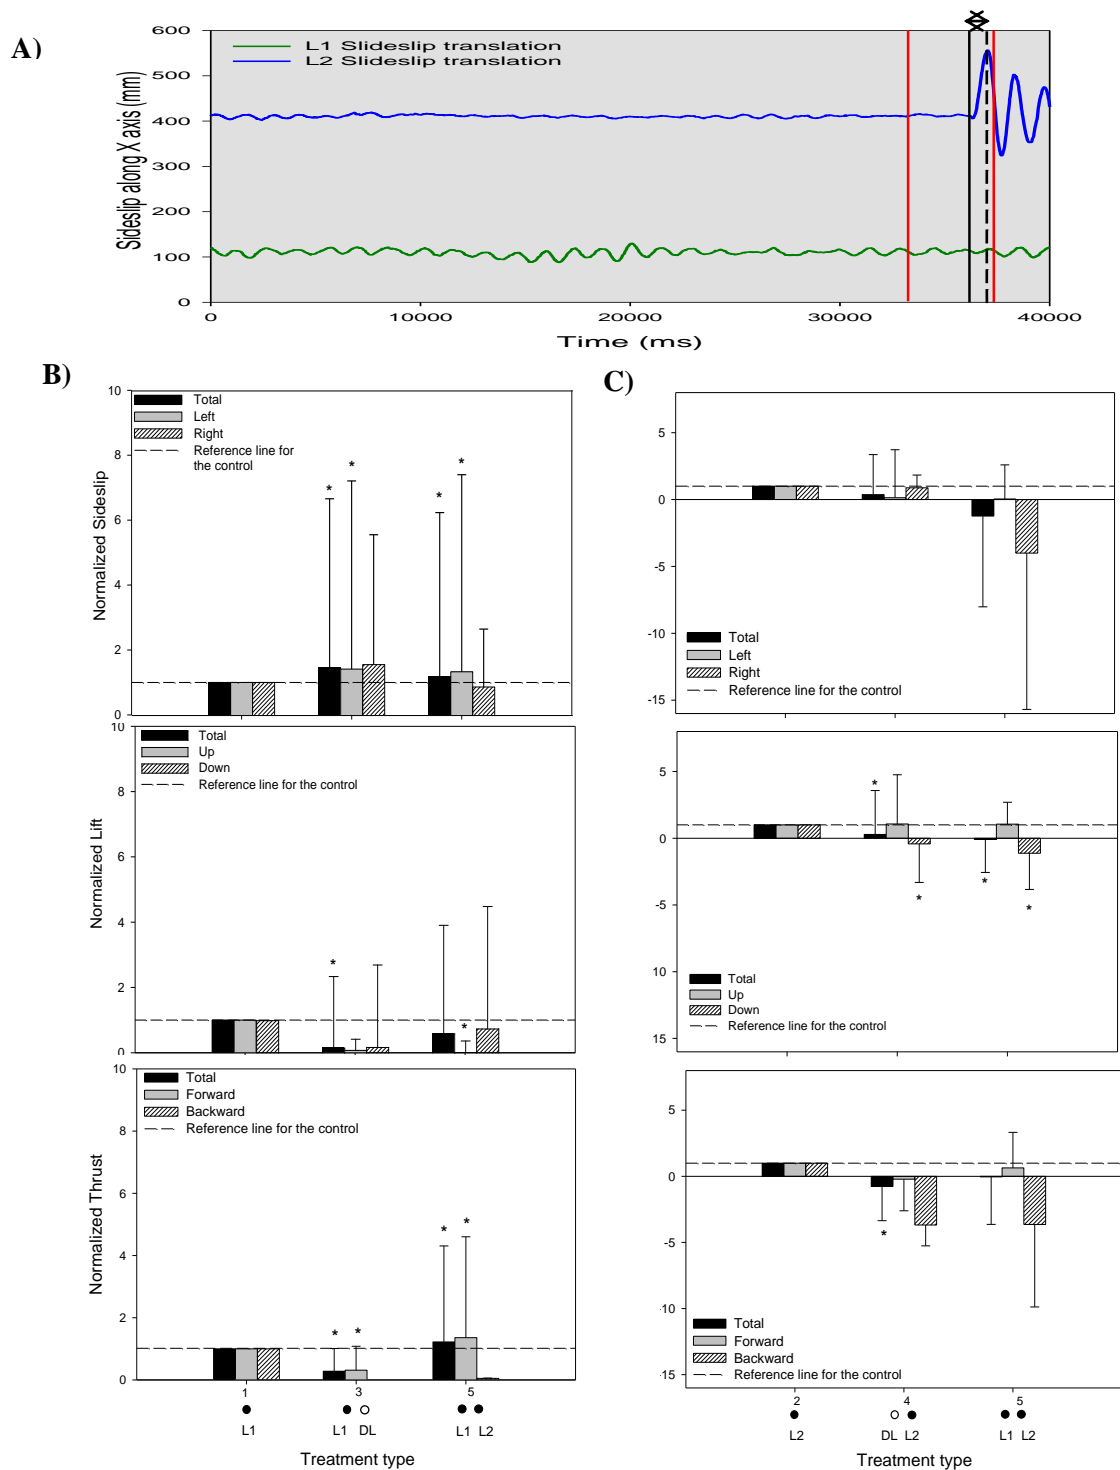 A)
600
500
400
300
200
100
0
Sideslip along X axis (mm)
L1 Slideslip translation
L2 Slideslip translation
0 10000 20000 30000 40000
Time (ms)
B)
10
8
6
4
2
0
Normalized Sideslip
Total
Left
Right
Reference line for
the control
* * * *
10
8
6
4
2
0
Normalized Lift
Total
Up
Down
Reference line for the control
* *
10
8
6
4
2
0
Normalized Thrust
Total
Forward
Backward
Reference line for the control
* * * *
1 3 5
L1 L1 DL L1 L2
Treatment type
C)
5
0
-5
-10
-15
Total
Left
Right
Reference line for the control
5
0
-5
10
15
Total
Up
Down
Reference line for the control
* * * *
5
0
-5
-10
-15
Total
Forward
Backward
Reference line for the control
*
2 4 5
L2 DL L2 L1 L2
Treatment type